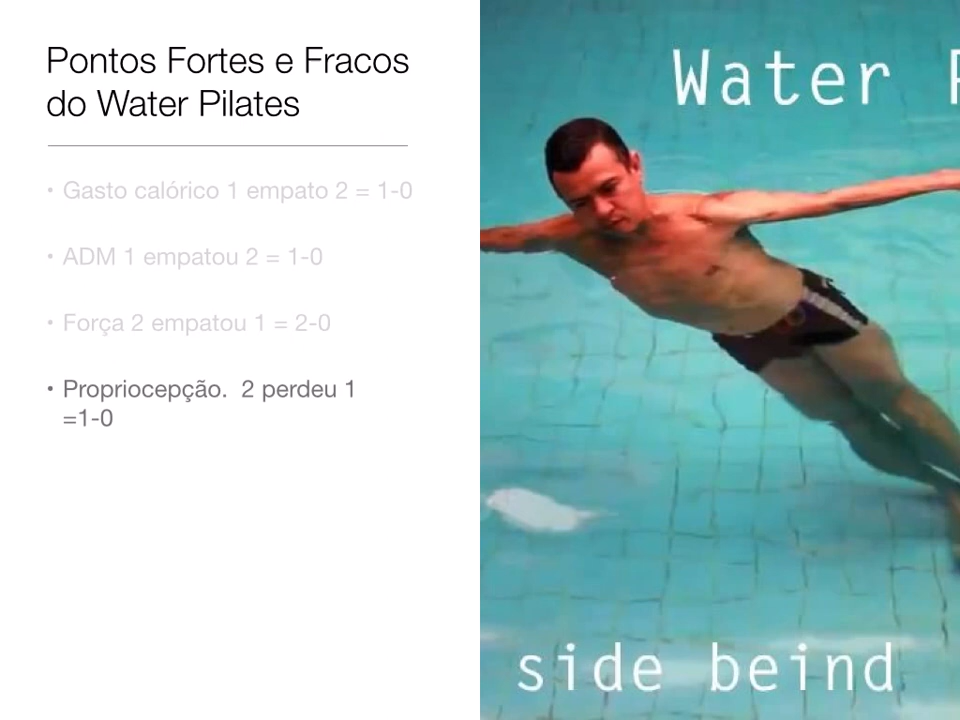 Pontos Fortes e Fracos
do Water Pilates
• Gasto calórico 1 empato 2 = 1-0
• ADM 1 empatou 2 = 1-0
• Força 2 empatou 1 = 2-0
• Propriocepção. 2 perdeu 1
=1-0
Water
side beind